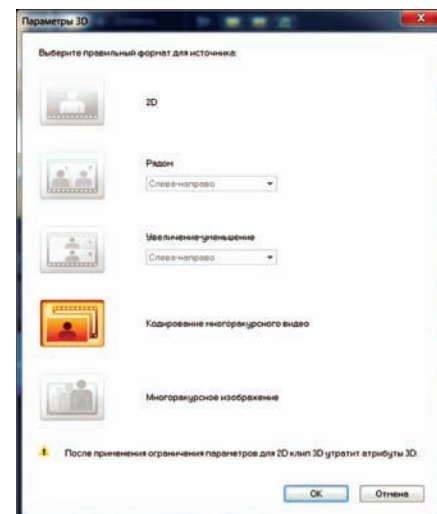 Параметры 3D
Выберите правильный формат для источника:
2D
Рядом
Слева-направо
Увеличение-уменьшение
Слева-направо
Кодирование многоракурсного видео
Многоракурсное изображение
После применения ограничения параметров для 2D клип 3D утратит атрибуты 3D.
OK
Отмена